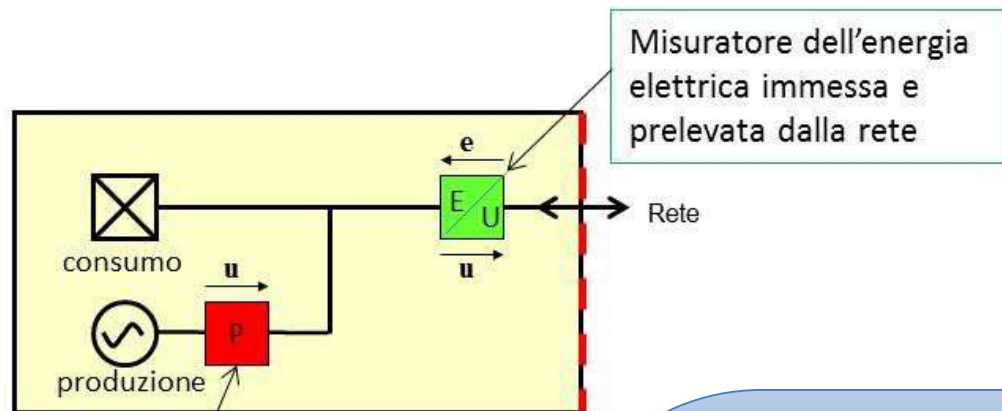 Misuratore dell’energia
elettrica immessa e
prelevata dalla rete
e
E
U
Rete
consumo
u
u
P
produzione